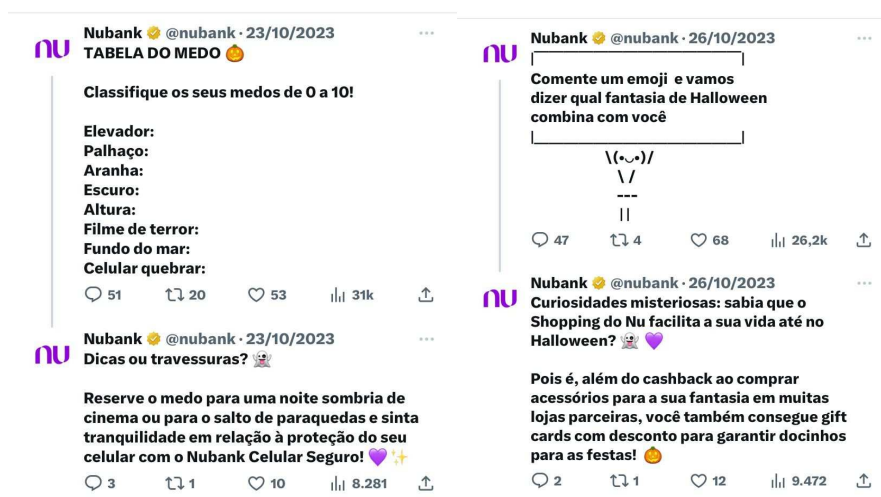 nu
Nubank @nubank · 23/10/2023
TABELA DO MEDO 🎃
Classifique os seus medos de 0 a 10!
Elevador:
Palhaço:
Aranha:
Escuro:
Altura:
Filme de terror:
Fundo do mar:
Celular quebrar:
51 20 53 31k
nu
Nubank @nubank · 23/10/2023
Dicas ou travessuras? 👻
Reserve o medo para uma noite sombria de
cinema ou para o salto de paraquedas e sinta
tranquilidade em relação à proteção do seu
celular com o Nubank Celular Seguro! 💜✨
3 1 10 8.281
nu
Nubank @nubank · 26/10/2023
|‾‾‾‾‾‾‾‾‾‾‾‾‾‾‾‾‾‾‾‾|
Comente um emoji e vamos
dizer qual fantasia de Halloween
combina com você
|____________________|
\(•◡•)/
\ /
---
| |
47 4 68 26,2k
nu
Nubank @nubank · 26/10/2023
Curiosidades misteriosas: sabia que o
Shopping do Nu facilita a sua vida até no
Halloween? 👻 💜
Pois é, além do cashback ao comprar
acessórios para a sua fantasia em muitas
lojas parceiras, você também consegue gift
cards com desconto para garantir docinhos
para as festas! 🎃
2 1 12 9.472